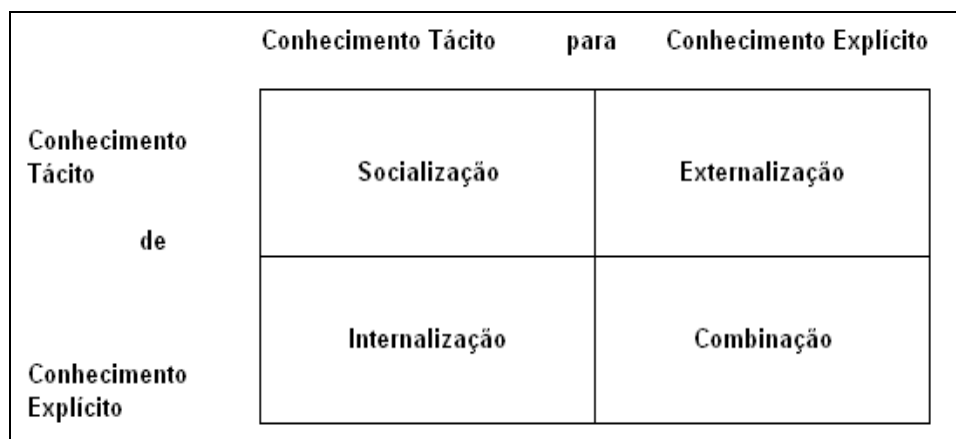 Conhecimento Tácito para Conhecimento Explícito
Conhecimento
Tácito
Socialização
Externalização
de
Internalização
Combinação
Conhecimento
Explícito